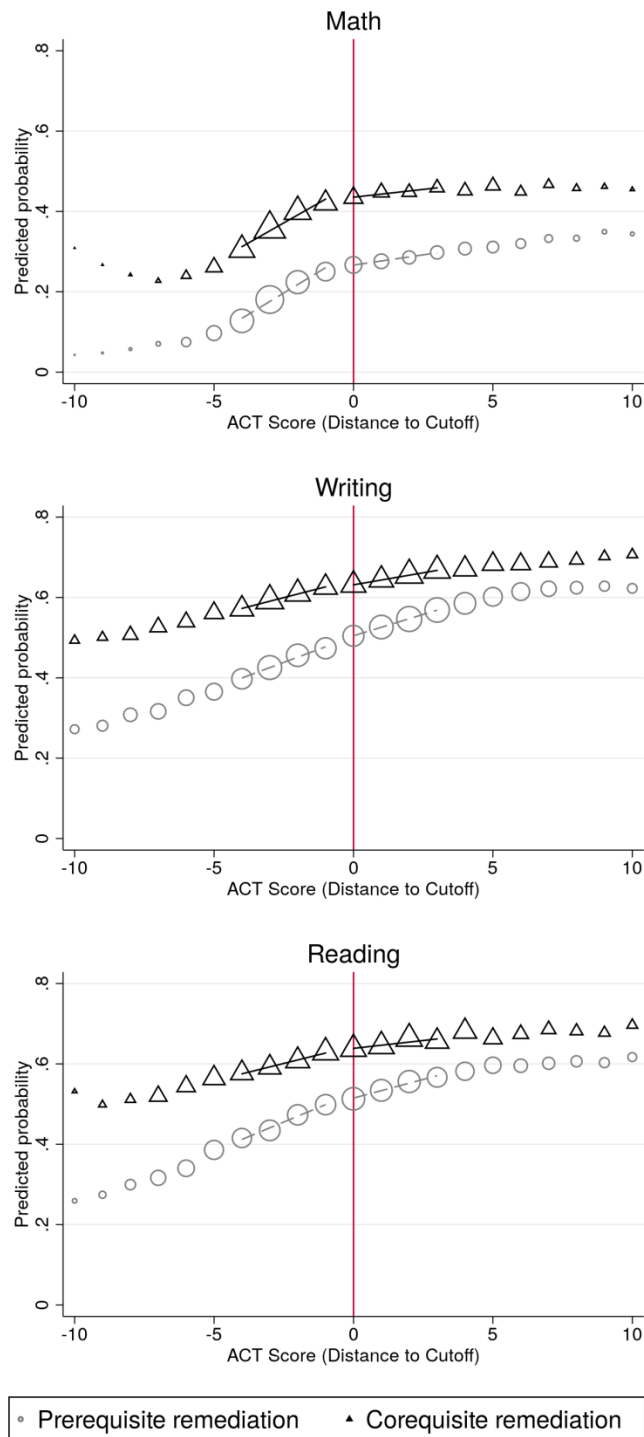 Math
Predicted probability
0 .2 .4 .6 .8
-10 -5 0 5 10
ACT Score (Distance to Cutoff)
Writing
Predicted probability
0 .2 .4 .6 .8
-10 -5 0 5 10
ACT Score (Distance to Cutoff)
Reading
Predicted probability
0 .2 .4 .6 .8
-10 -5 0 5 10
ACT Score (Distance to Cutoff)
Prerequisite remediation Corequisite remediation